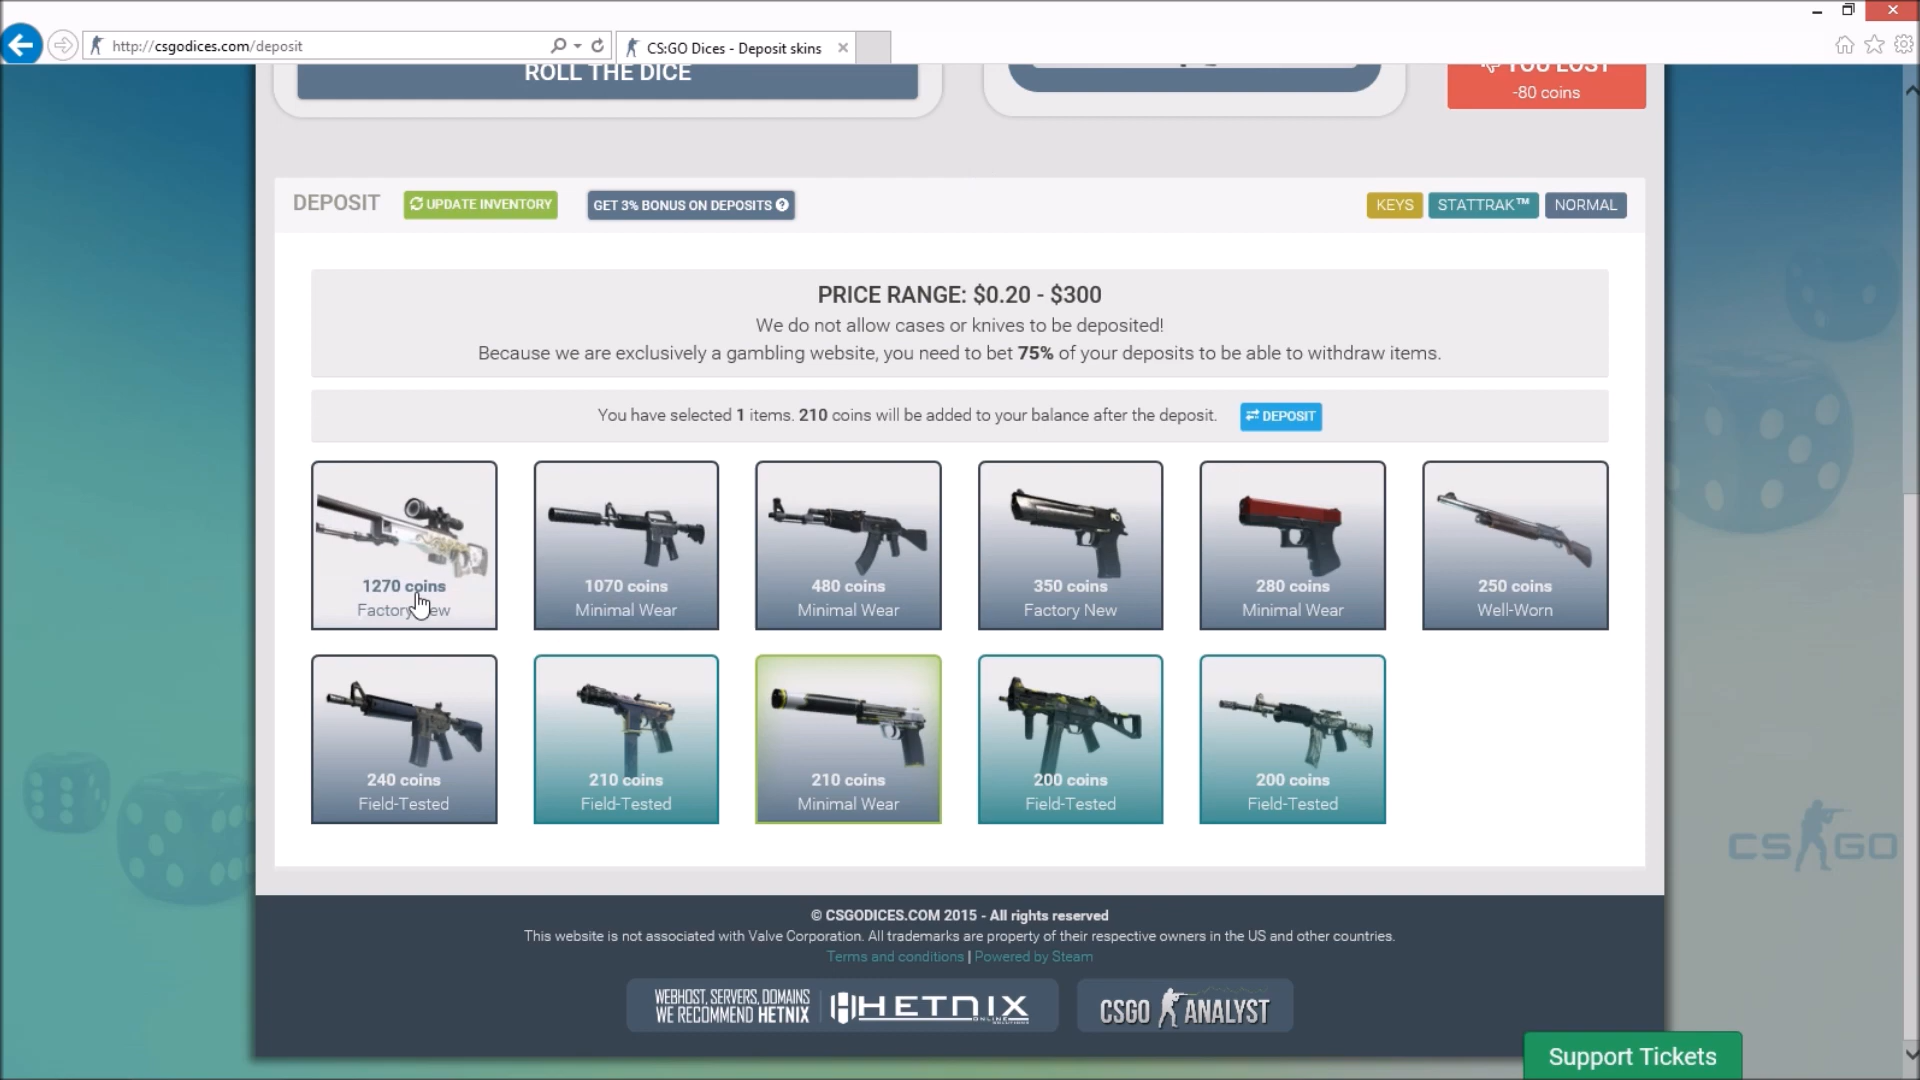 http://csgodices.com/deposit
CS:GO Dices - Deposit skins
ROLL THE DICE
YOU LOST
-80 coins
DEPOSIT
UPDATE INVENTORY
GET 3% BONUS ON DEPOSITS
KEYS
STATTRAK™
NORMAL
PRICE RANGE: $0.20 - $300
We do not allow cases or knives to be deposited!
Because we are exclusively a gambling website, you need to bet 75% of your deposits to be able to withdraw items.
You have selected 1 items. 210 coins will be added to your balance after the deposit.
DEPOSIT
1270 coins
Factory New
1070 coins
Minimal Wear
480 coins
Minimal Wear
350 coins
Factory New
280 coins
Minimal Wear
250 coins
Well-Worn
240 coins
Field-Tested
210 coins
Field-Tested
210 coins
Minimal Wear
200 coins
Field-Tested
200 coins
Field-Tested
CS GO
© CSGODICES.COM 2015 - All rights reserved
This website is not associated with Valve Corporation. All trademarks are property of their respective owners in the US and other countries.
Terms and conditions | Powered by Steam
WEBHOST, SERVERS, DOMAINS
WE RECOMMEND HETNIX
HETNIX
ONLINE SOLUTIONS
CSGO ANALYST
Support Tickets